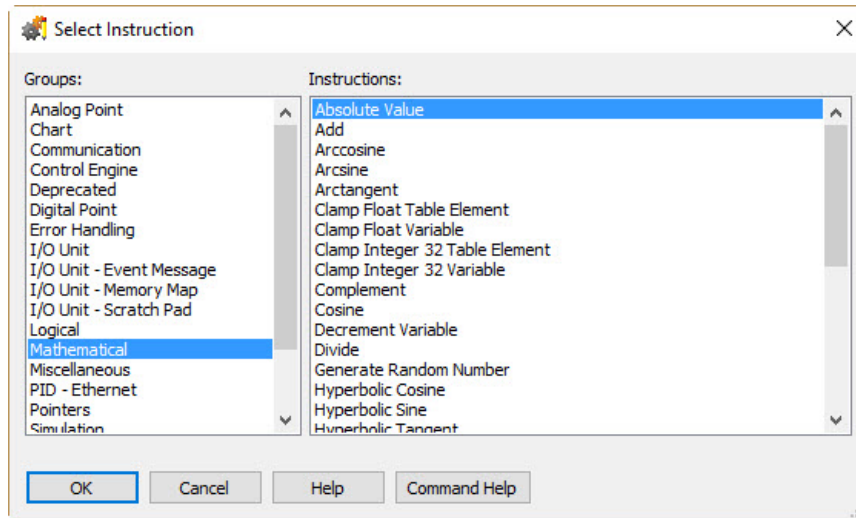 Select Instruction
Groups:
Analog Point
Chart
Communication
Control Engine
Deprecated
Digital Point
Error Handling
I/O Unit
I/O Unit - Event Message
I/O Unit - Memory Map
I/O Unit - Scratch Pad
Logical
Mathematical
Miscellaneous
PID - Ethernet
Pointers
Simulation
Instructions:
Absolute Value
Add
Arccosine
Arcsine
Arctangent
Clamp Float Table Element
Clamp Float Variable
Clamp Integer 32 Table Element
Clamp Integer 32 Variable
Complement
Cosine
Decrement Variable
Divide
Generate Random Number
Hyperbolic Cosine
Hyperbolic Sine
Hyperbolic Tangent
OK Cancel Help Command Help